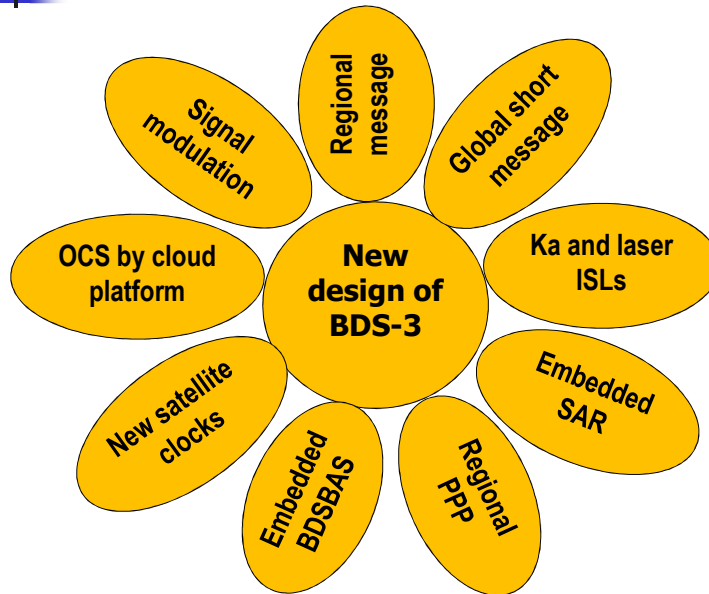 New
design of
BDS-3
Regional
message
Global short
message
Ka and laser
ISLs
Embedded
SAR
Regional
PPP
Embedded
BDSBAS
New satellite
clocks
OCS by cloud
platform
Signal
modulation